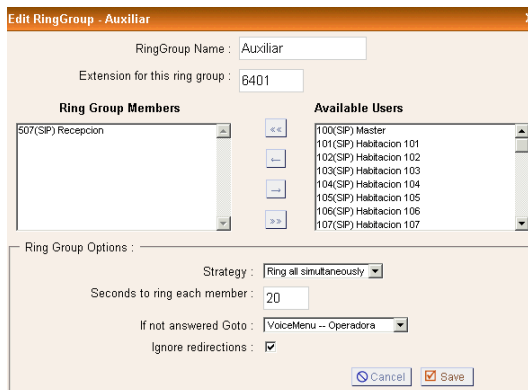 Edit RingGroup - Auxiliar
RingGroup Name : Auxiliar
Extension for this ring group : 6401
Ring Group Members
Available Users
507(SIP) Recepcion
«
←
→
»
100(SIP) Master
101(SIP) Habitacion 101
102(SIP) Habitacion 102
103(SIP) Habitacion 103
104(SIP) Habitacion 104
105(SIP) Habitacion 105
106(SIP) Habitacion 106
107(SIP) Habitacion 107
Ring Group Options :
Strategy : Ring all simultaneously
Seconds to ring each member : 20
If not answered Goto : VoiceMenu -- Operadora
Ignore redirections :
Cancel Save